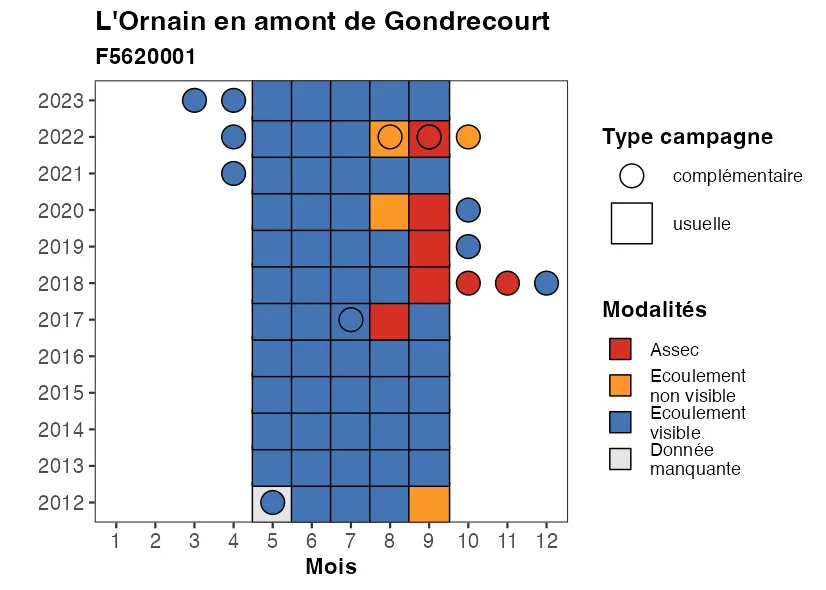 L'Ornain en amont de Gondrecourt
F5620001
2023
2022
2021
2020
2019
2018
2017
2016
2015
2014
2013
2012
1 2 3 4 5 6 7 8 9 10 11 12
Mois
Type campagne
complémentaire
usuelle
Modalités
Assec
Ecoulement
non visible
Ecoulement
visible
Donnée
manquante